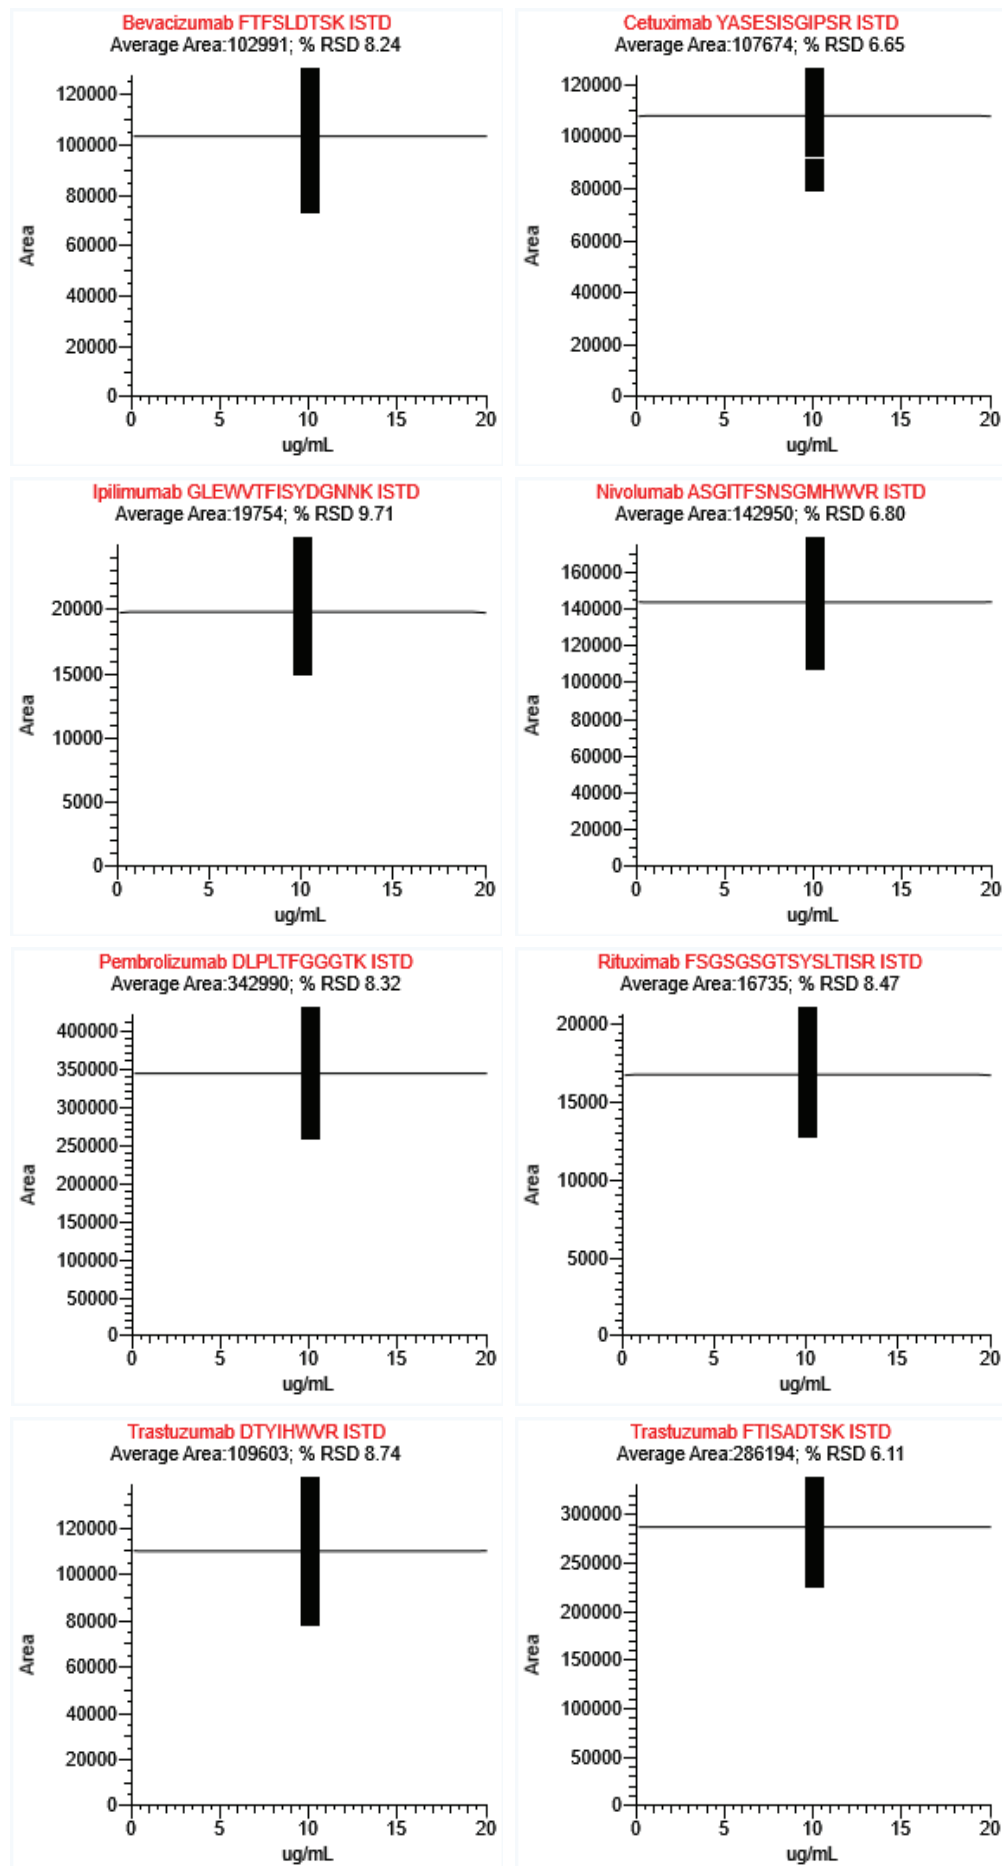 Bevacizumab FTFSLDTSK ISTD
Average Area:102991; % RSD 8.24
120000
100000
80000
60000
40000
20000
0
Area
0 5 10 15 20
ug/mL
Cetuximab YASESISGIPSR ISTD
Average Area:107674; % RSD 6.65
120000
100000
80000
60000
40000
20000
0
Area
0 5 10 15 20
ug/mL
Ipilimumab GLEWVTFISYDGNNK ISTD
Average Area:19754; % RSD 9.71
20000
15000
10000
5000
0
Area
0 5 10 15 20
ug/mL
Nivolumab ASGITFSNSGMHWVR ISTD
Average Area:142950; % RSD 6.80
160000
140000
120000
100000
80000
60000
40000
20000
0
Area
0 5 10 15 20
ug/mL
Pembrolizumab DLPLTFGGGTK ISTD
Average Area:342990; % RSD 8.32
400000
350000
300000
250000
200000
150000
100000
50000
0
Area
0 5 10 15 20
ug/mL
Rituximab FSGSGSGTSYSLTISR ISTD
Average Area:16735; % RSD 8.47
20000
15000
10000
5000
0
Area
0 5 10 15 20
ug/mL
Trastuzumab DTYIHWVR ISTD
Average Area:109603; % RSD 8.74
120000
100000
80000
60000
40000
20000
0
Area
0 5 10 15 20
ug/mL
Trastuzumab FTISADTSK ISTD
Average Area:286194; % RSD 6.11
300000
250000
200000
150000
100000
50000
0
Area
0 5 10 15 20
ug/mL